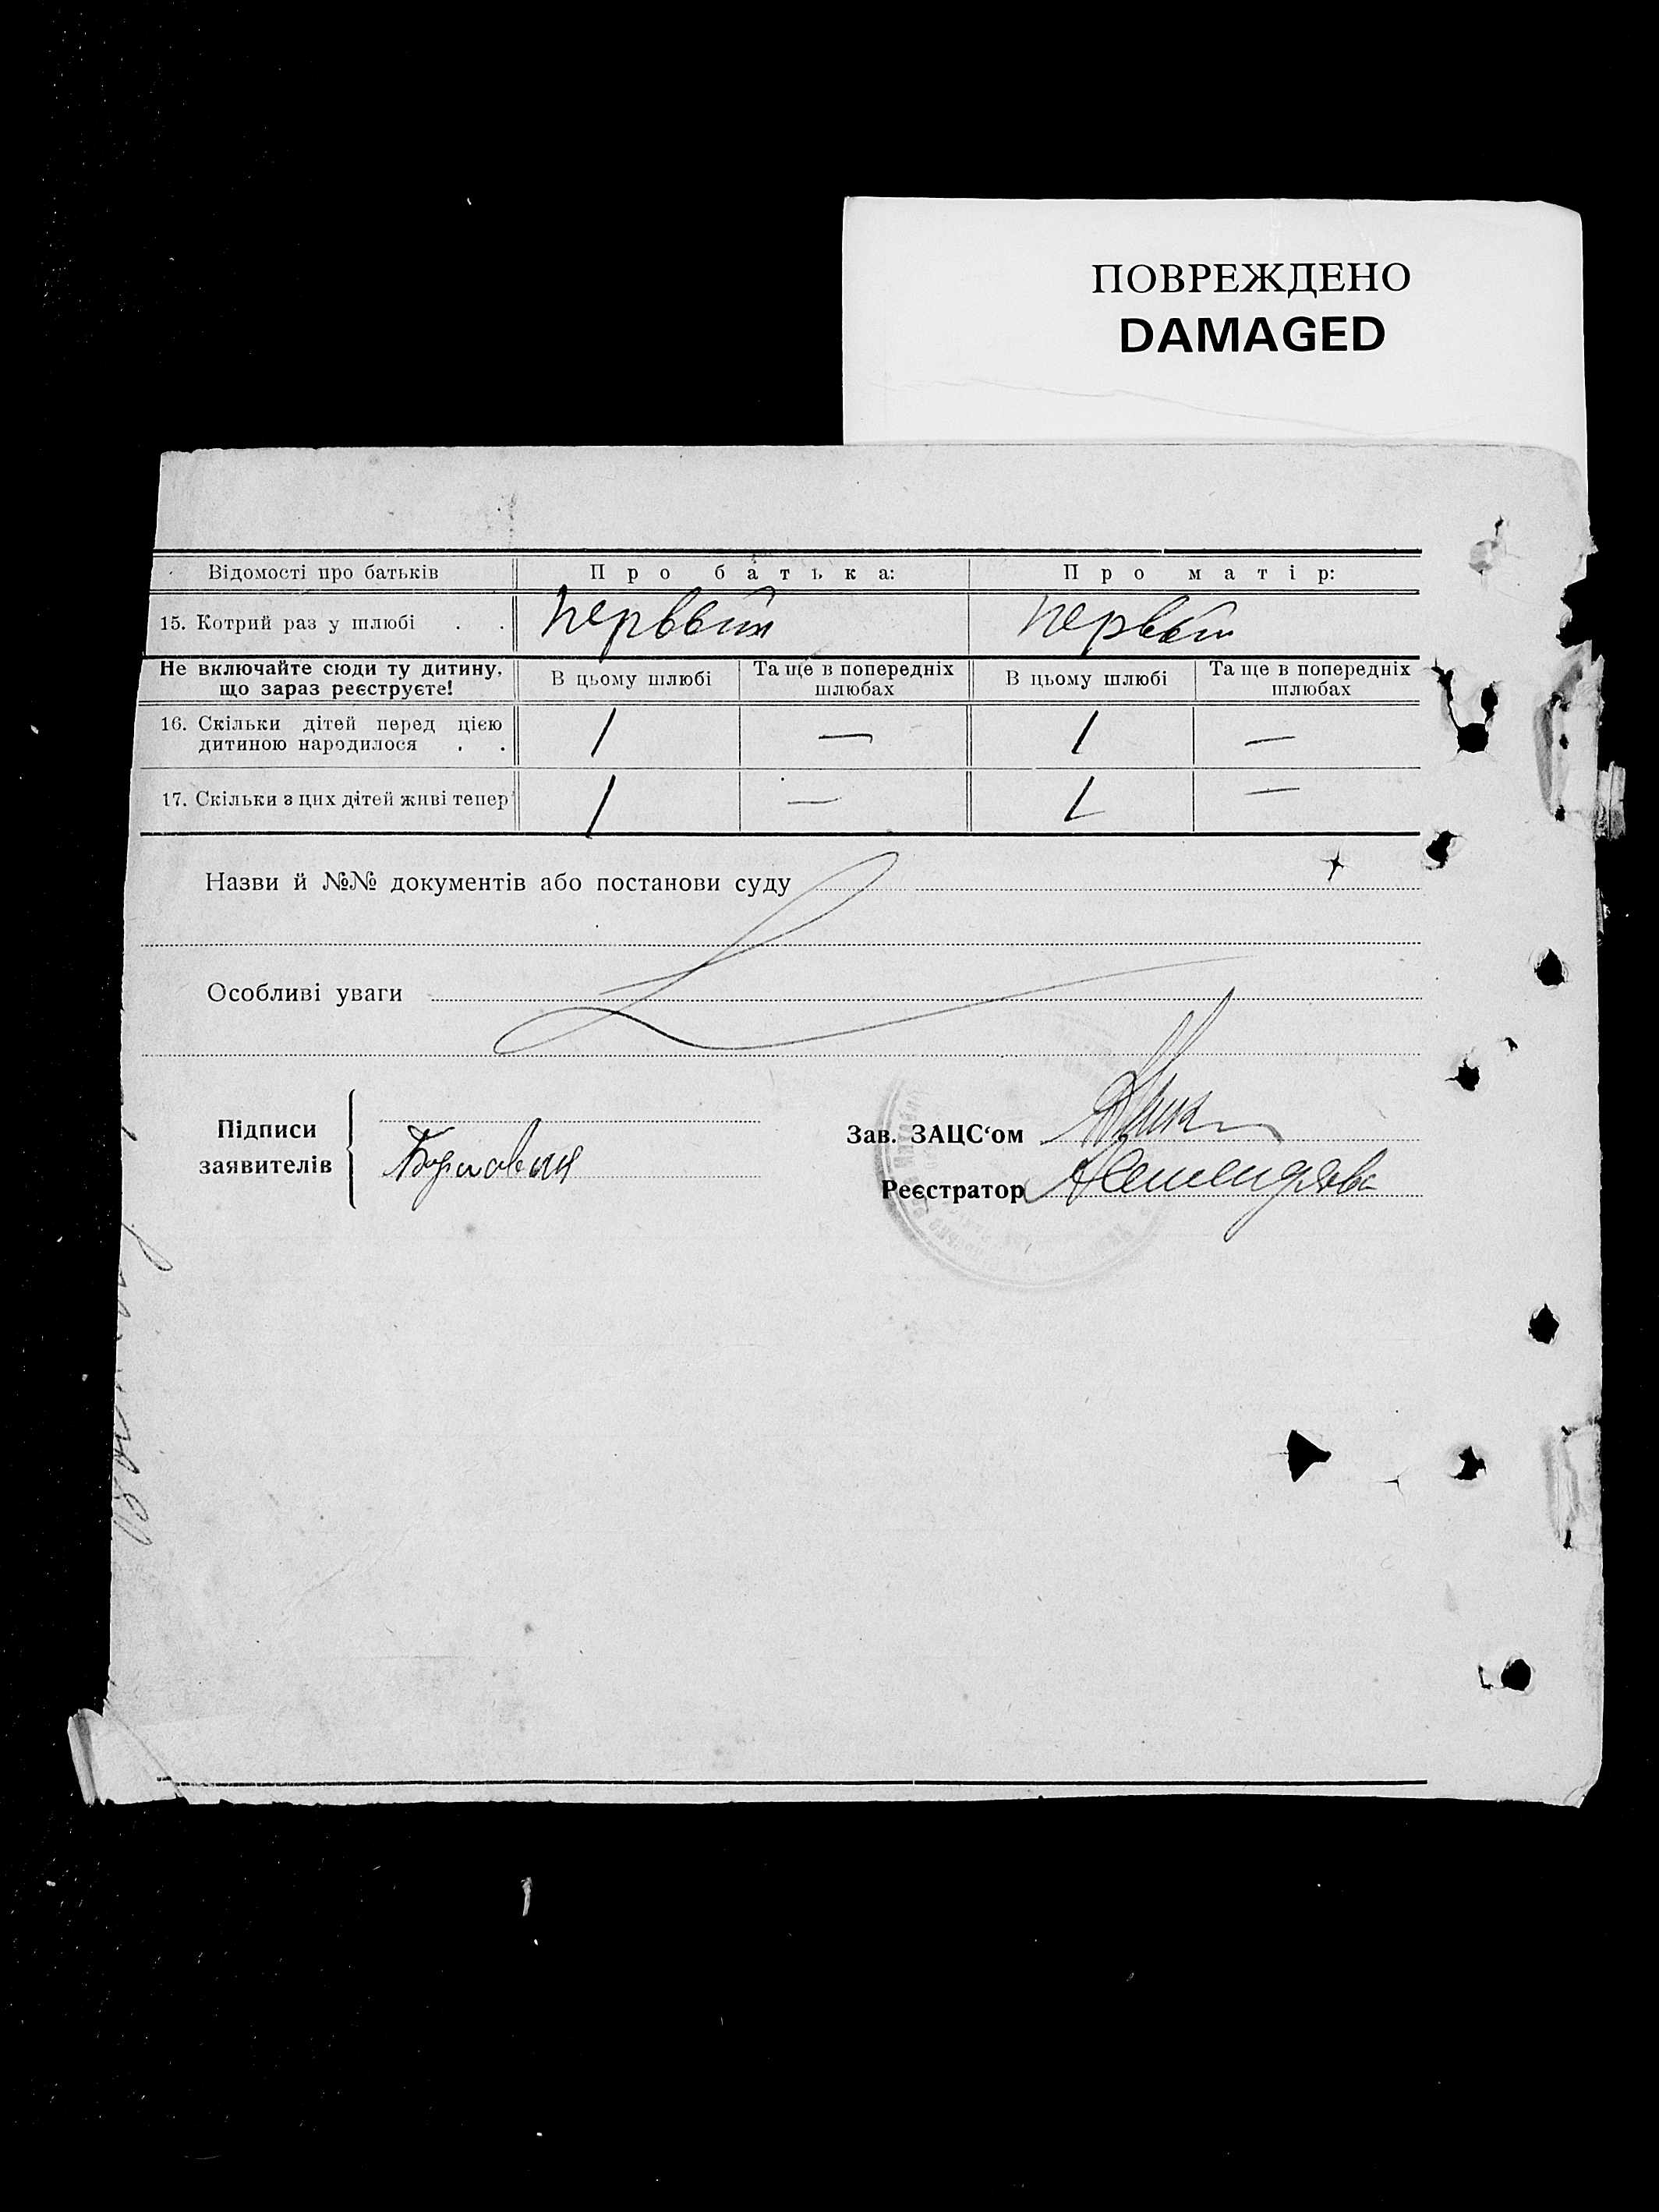 ПОВРЕЖДЕНО
DAMAGED
Відомості про батьків
Про батька:
Про матір:
15. Котрий раз у шлюбі . .
первый
первый
Не включайте сюди ту дитину,
що зараз реєструєте!
В цьому шлюбі
Та ще в попередніх
шлюбах
В цьому шлюбі
Та ще в попередніх
шлюбах
16. Скільки дітей перед цією
дитиною народилося . .
1
—
1
—
17. Скільки з цих дітей живі тепер
1
—
1
—
Назви й №№ документів або постанови суду
Особливі уваги
Підписи
заявителів
Зав. ЗАЦС‘ом
Реєстратор